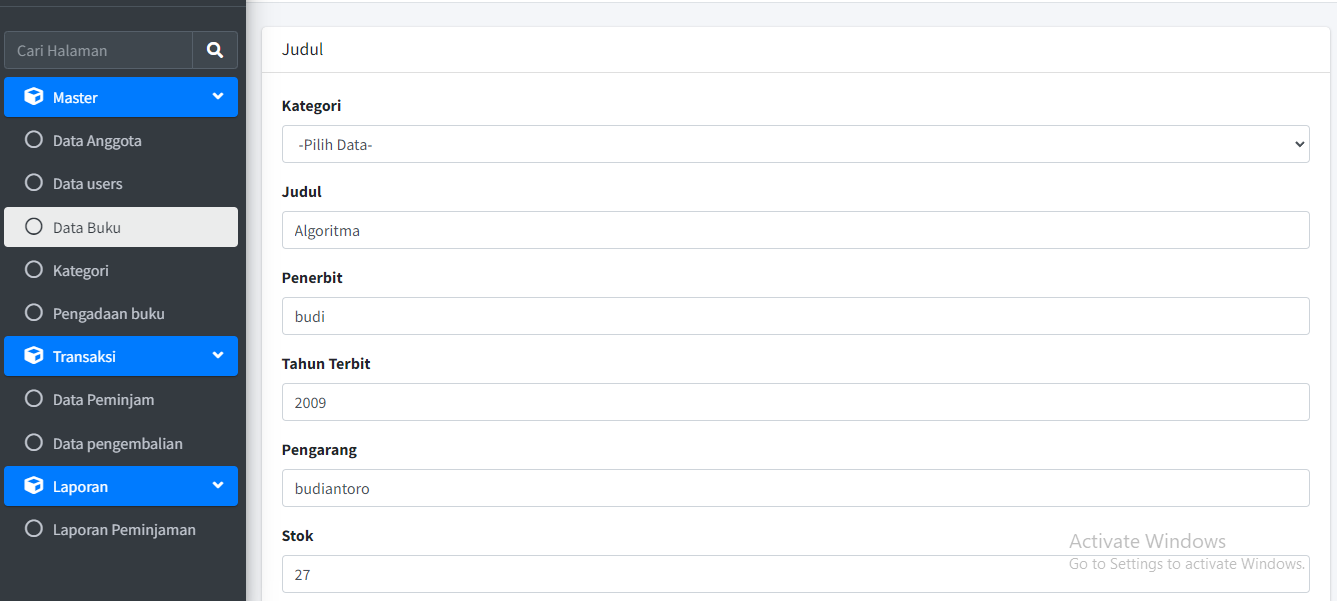 Cari Halaman
Master
Data Anggota
Data users
Data Buku
Kategori
Pengadaan buku
Transaksi
Data Peminjam
Data pengembalian
Laporan
Laporan Peminjaman
Judul
Kategori
-Pilih Data-
Judul
Algoritma
Penerbit
budi
Tahun Terbit
2009
Pengarang
budiantoro
Stok
27
Activate Windows
Go to Settings to activate Windows.